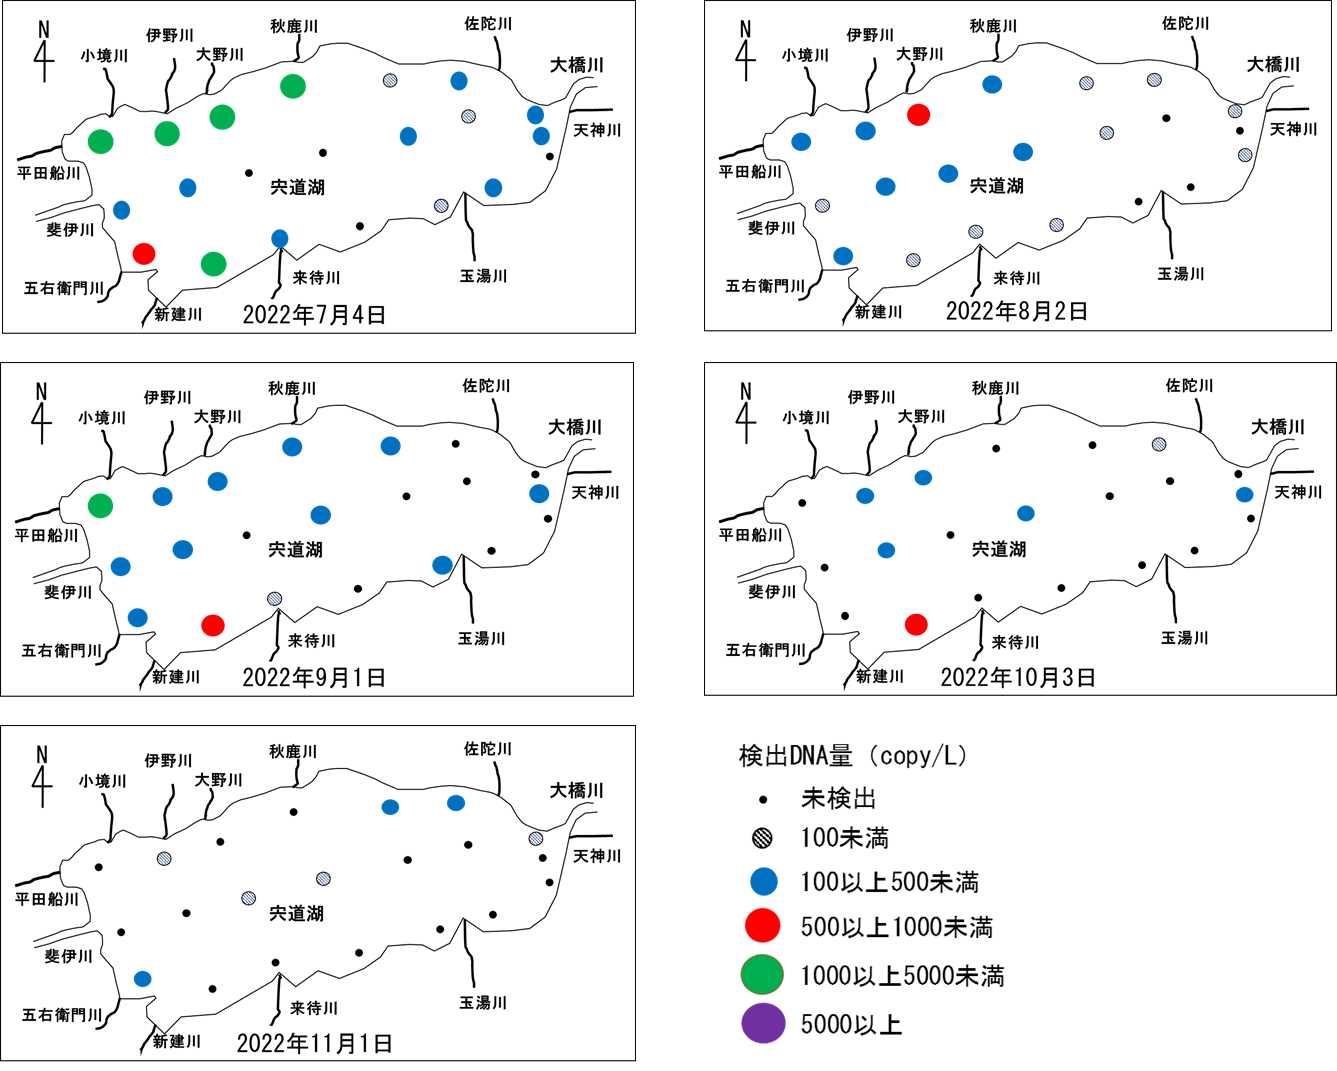 N
小境川
伊野川
大野川
秋鹿川
佐陀川
大橋川
天神川
平田船川
宍道湖
斐伊川
五右衛門川
新建川
来待川
玉湯川
2022年7月4日
N
小境川
伊野川
大野川
秋鹿川
佐陀川
大橋川
天神川
平田船川
宍道湖
斐伊川
五右衛門川
新建川
来待川
玉湯川
2022年8月2日
N
小境川
伊野川
大野川
秋鹿川
佐陀川
大橋川
天神川
平田船川
宍道湖
斐伊川
五右衛門川
新建川
来待川
玉湯川
2022年9月1日
N
小境川
伊野川
大野川
秋鹿川
佐陀川
大橋川
天神川
平田船川
宍道湖
斐伊川
五右衛門川
新建川
来待川
玉湯川
2022年10月3日
N
小境川
伊野川
大野川
秋鹿川
佐陀川
大橋川
天神川
平田船川
宍道湖
斐伊川
五右衛門川
新建川
来待川
玉湯川
2022年11月1日
検出DNA量（copy/L）
未検出
100未満
100以上500未満
500以上1000未満
1000以上5000未満
5000以上